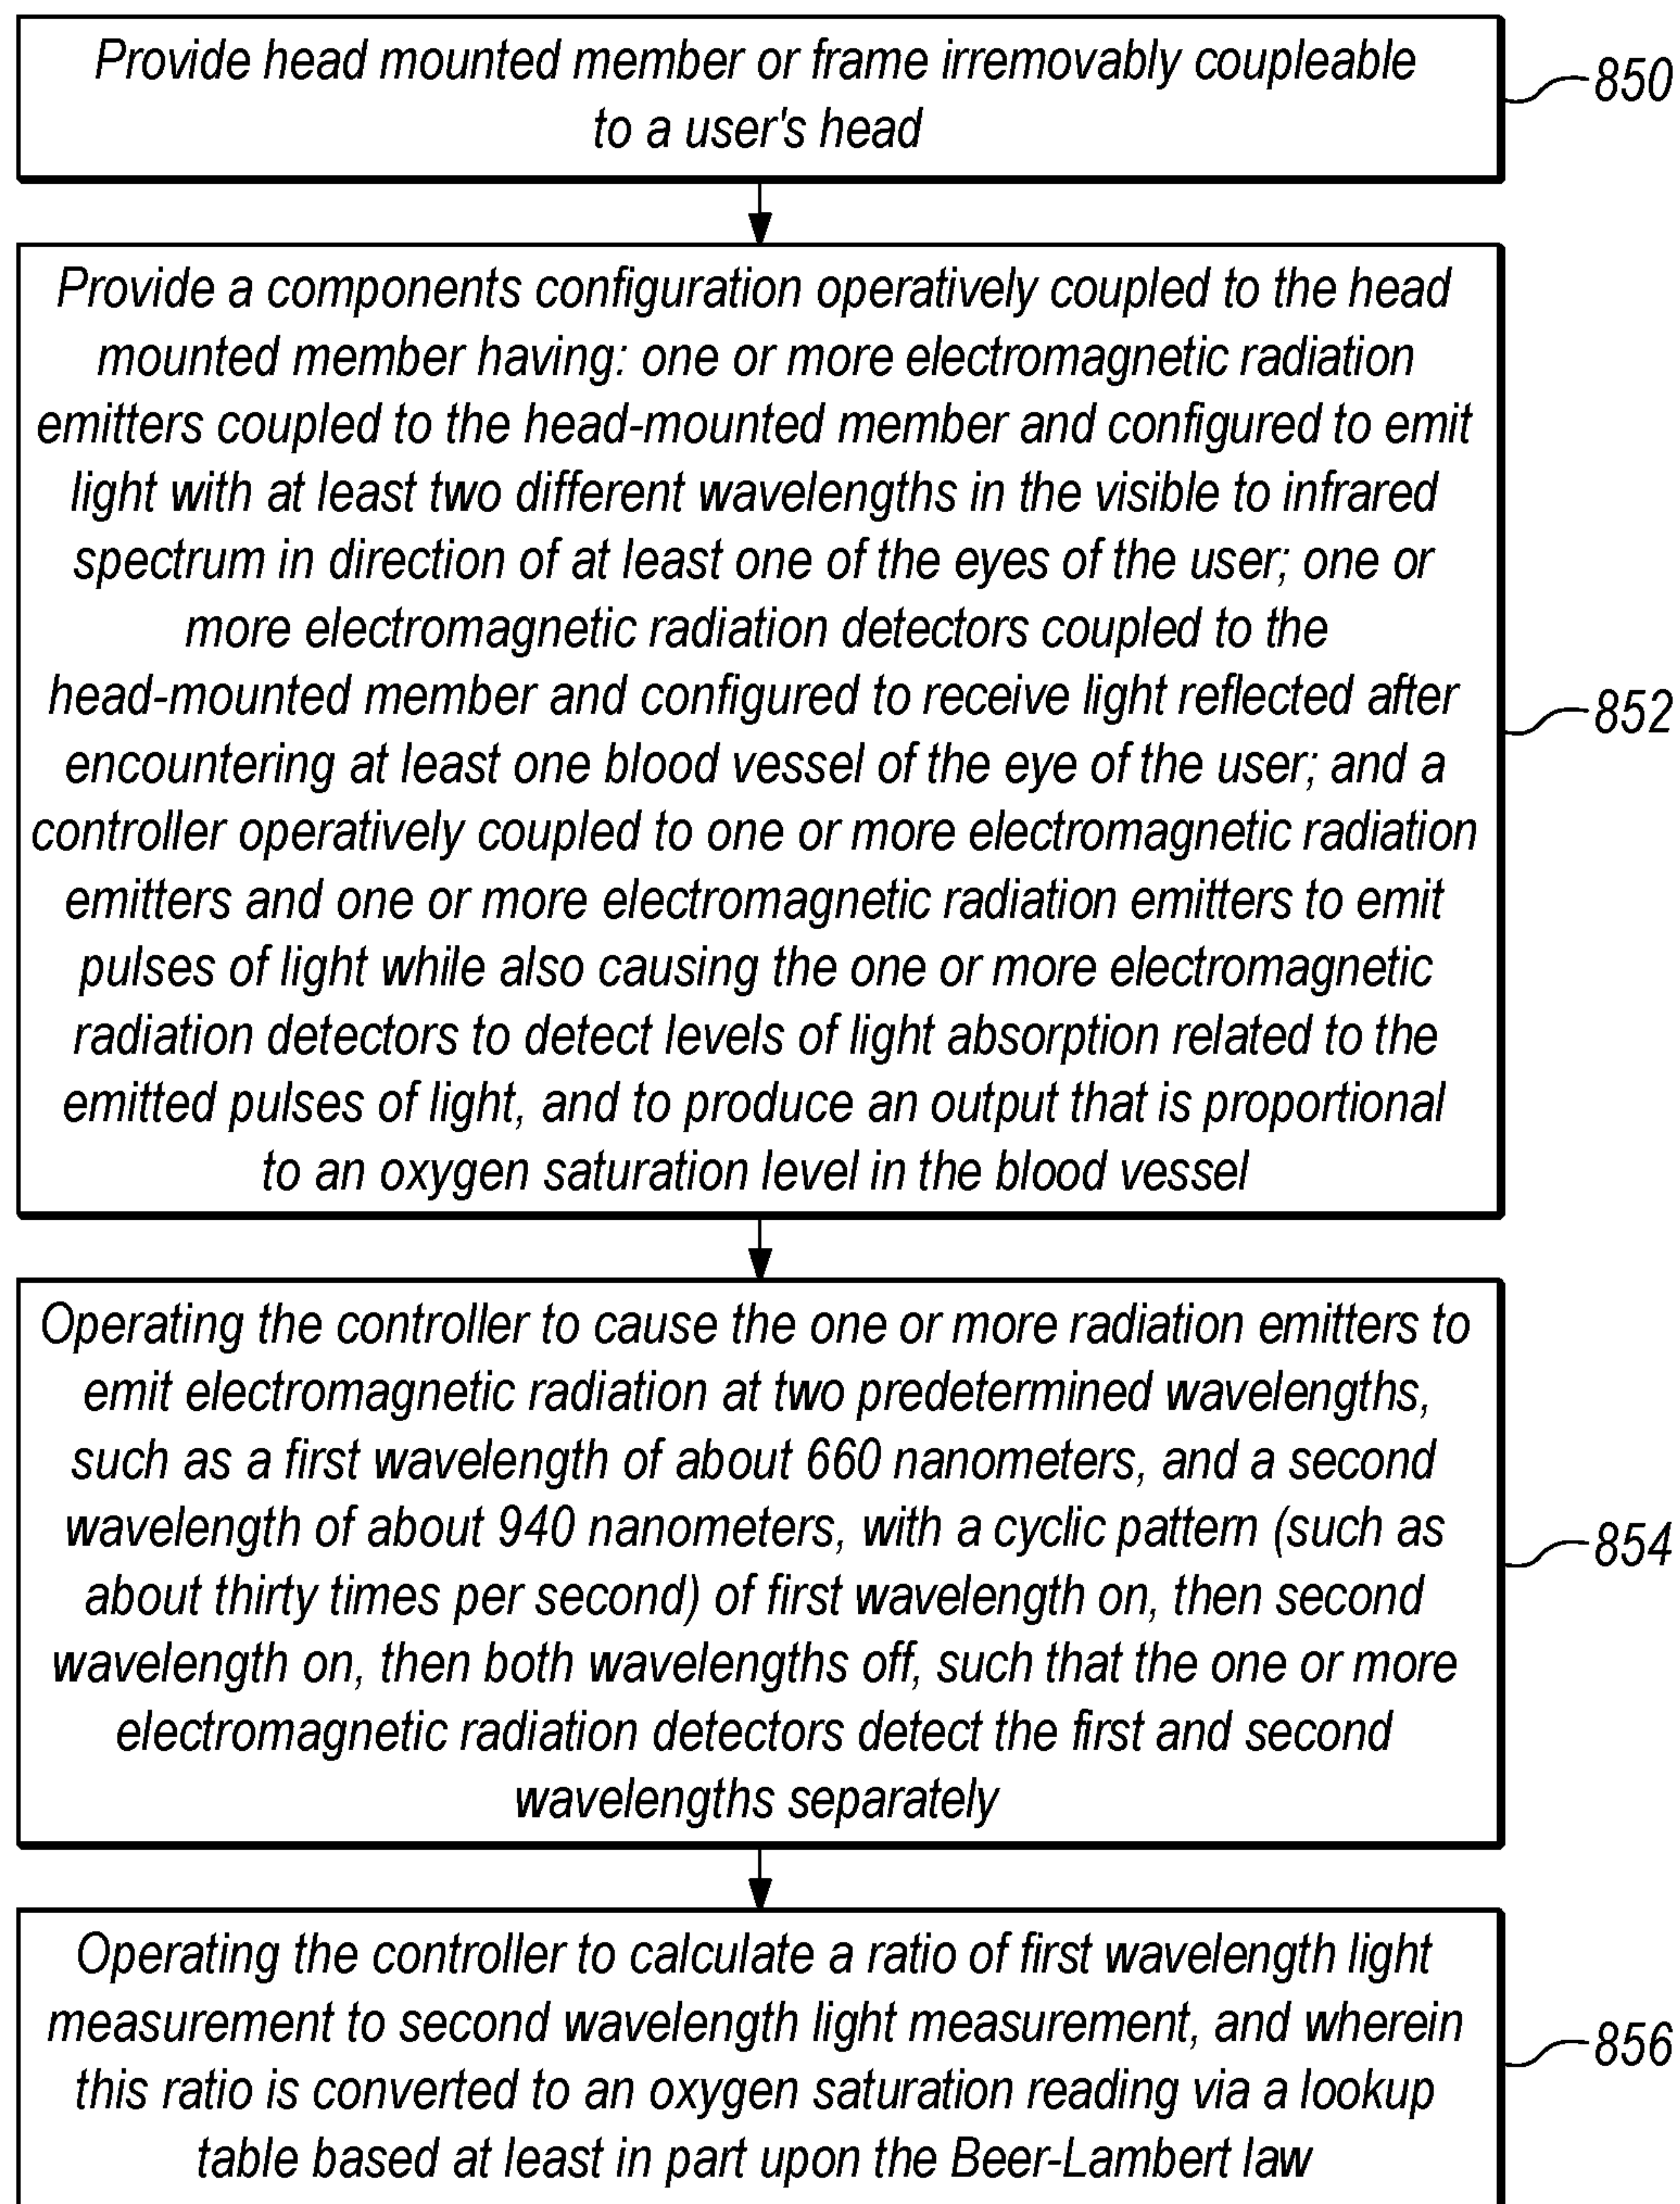 Provide head mounted member or frame irremovably coupleable
to a user's head
850
Provide a components configuration operatively coupled to the head
mounted member having: one or more electromagnetic radiation
emitters coupled to the head-mounted member and configured to emit
light with at least two different wavelengths in the visible to infrared
spectrum in direction of at least one of the eyes of the user; one or
more electromagnetic radiation detectors coupled to the
head-mounted member and configured to receive light reflected after
encountering at least one blood vessel of the eye of the user; and a
controller operatively coupled to one or more electromagnetic radiation
emitters and one or more electromagnetic radiation emitters to emit
pulses of light while also causing the one or more electromagnetic
radiation detectors to detect levels of light absorption related to the
emitted pulses of light, and to produce an output that is proportional
to an oxygen saturation level in the blood vessel
852
Operating the controller to cause the one or more radiation emitters to
emit electromagnetic radiation at two predetermined wavelengths,
such as a first wavelength of about 660 nanometers, and a second
wavelength of about 940 nanometers, with a cyclic pattern (such as
about thirty times per second) of first wavelength on, then second
wavelength on, then both wavelengths off, such that the one or more
electromagnetic radiation detectors detect the first and second
wavelengths separately
854
Operating the controller to calculate a ratio of first wavelength light
measurement to second wavelength light measurement, and wherein
this ratio is converted to an oxygen saturation reading via a lookup
table based at least in part upon the Beer-Lambert law
856